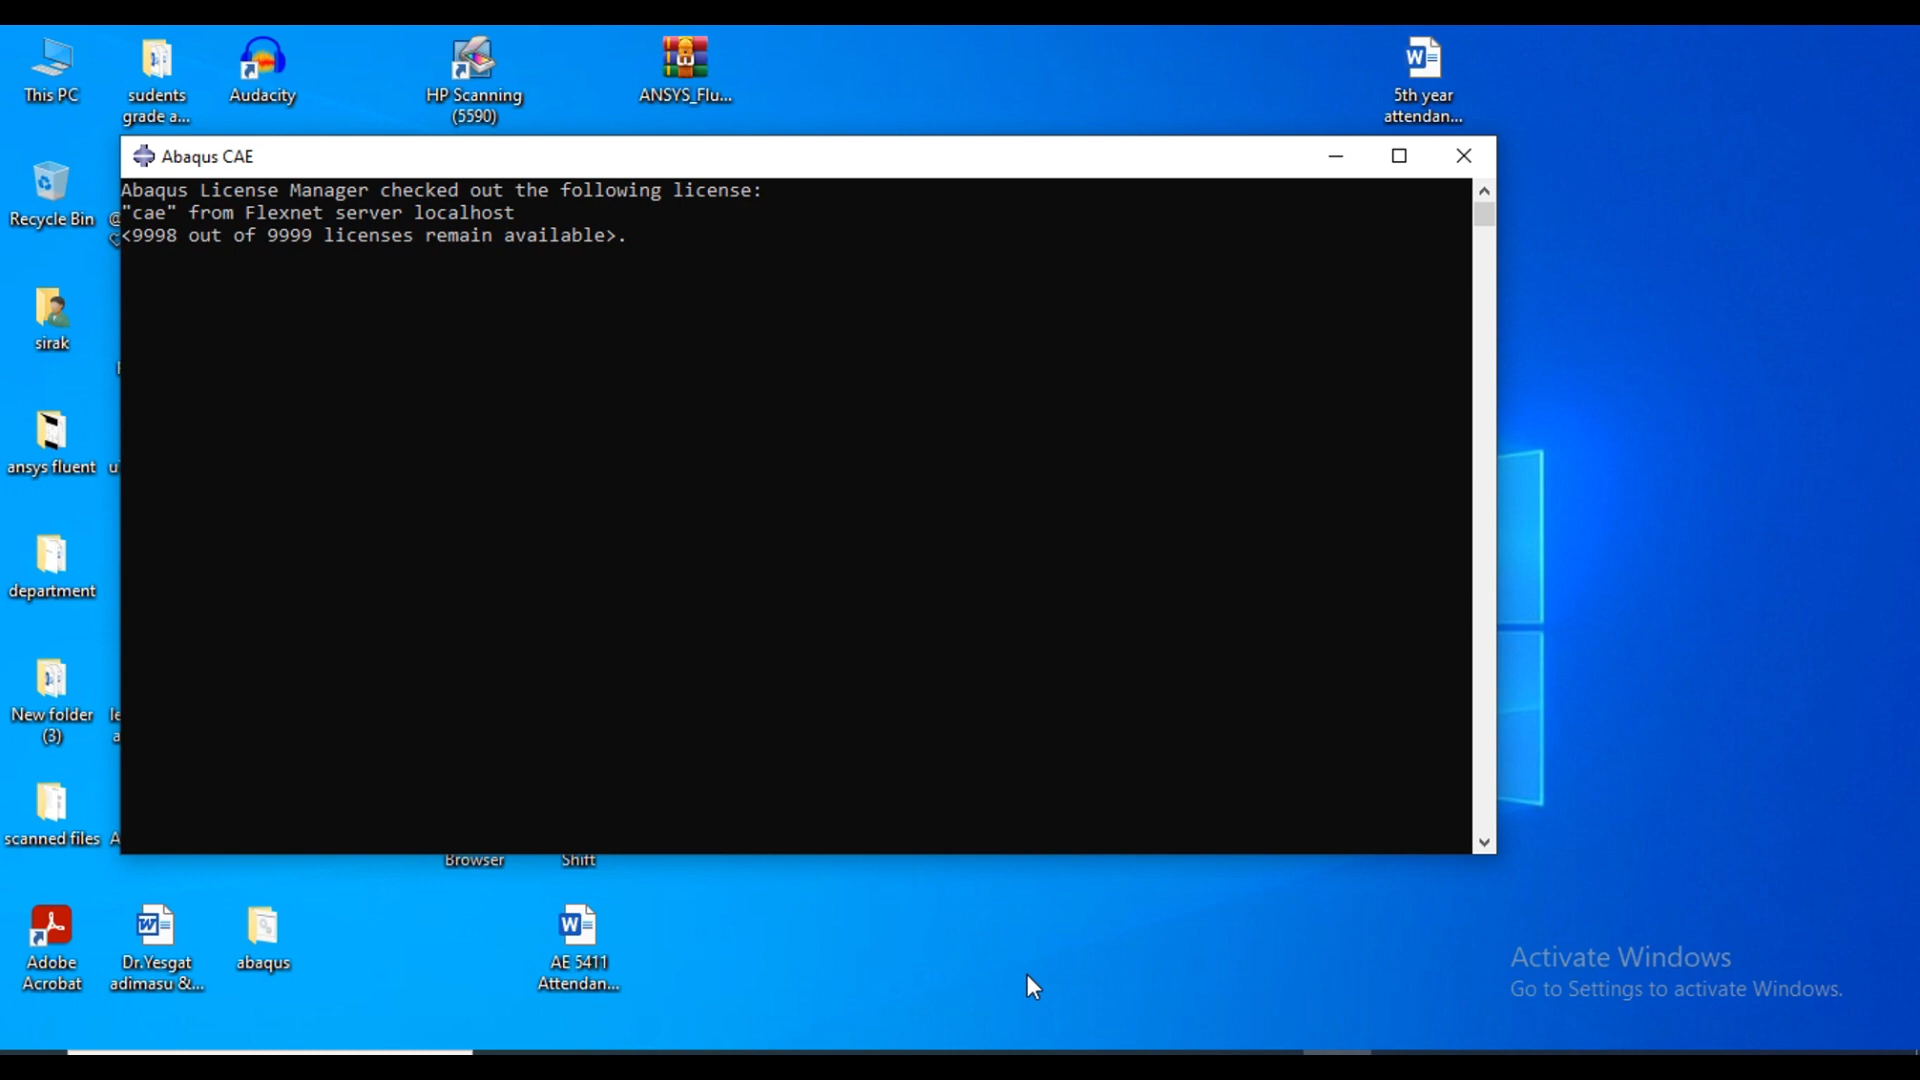 This PC
sudents
grade a...
Audacity
HP Scanning
(5590)
ANSYS_Flu...
5th year
attendan...
Abaqus CAE
Abaqus License Manager checked out the following license:
"cae" from Flexnet server localhost
<9998 out of 9999 licenses remain available>.
Recycle Bin
sirak
ansys fluent
department
New folder
(3)
scanned files
Browser
Shift
Adobe
Acrobat
Dr.Yesgat
adimasu &...
abaqus
AE 5411
Attendan...
Activate Windows
Go to Settings to activate Windows.